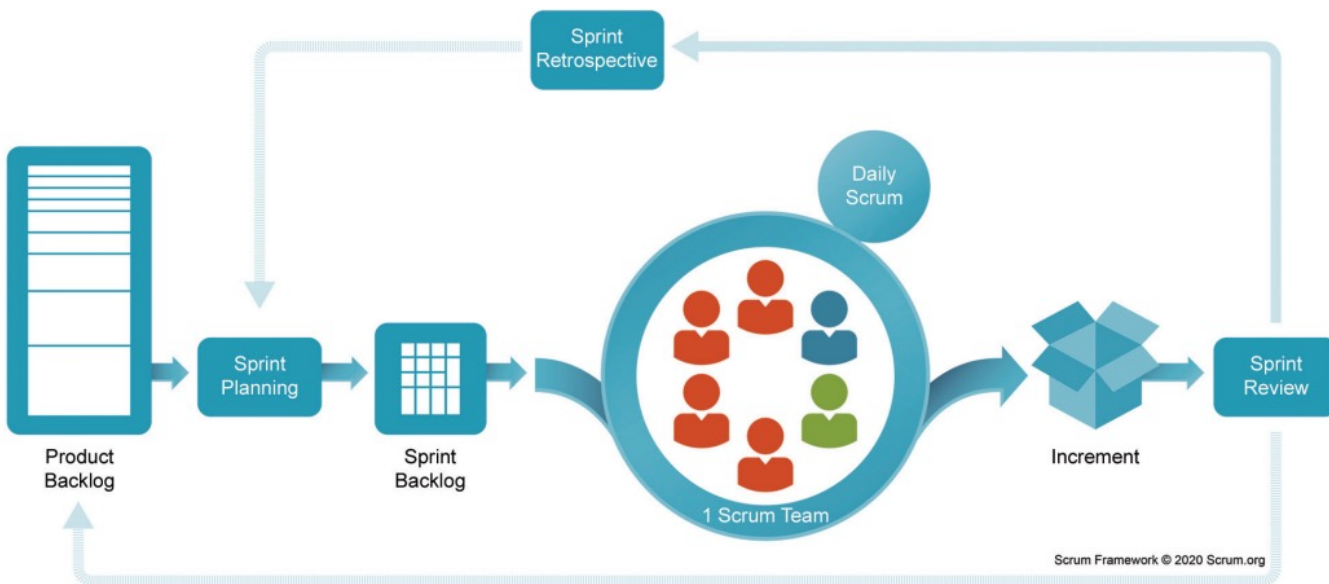 Sprint
Retrospective
Daily
Scrum
Sprint
Planning
Sprint
Review
Product
Backlog
Sprint
Backlog
Increment
1 Scrum Team
Scrum Framework © 2020 Scrum.org